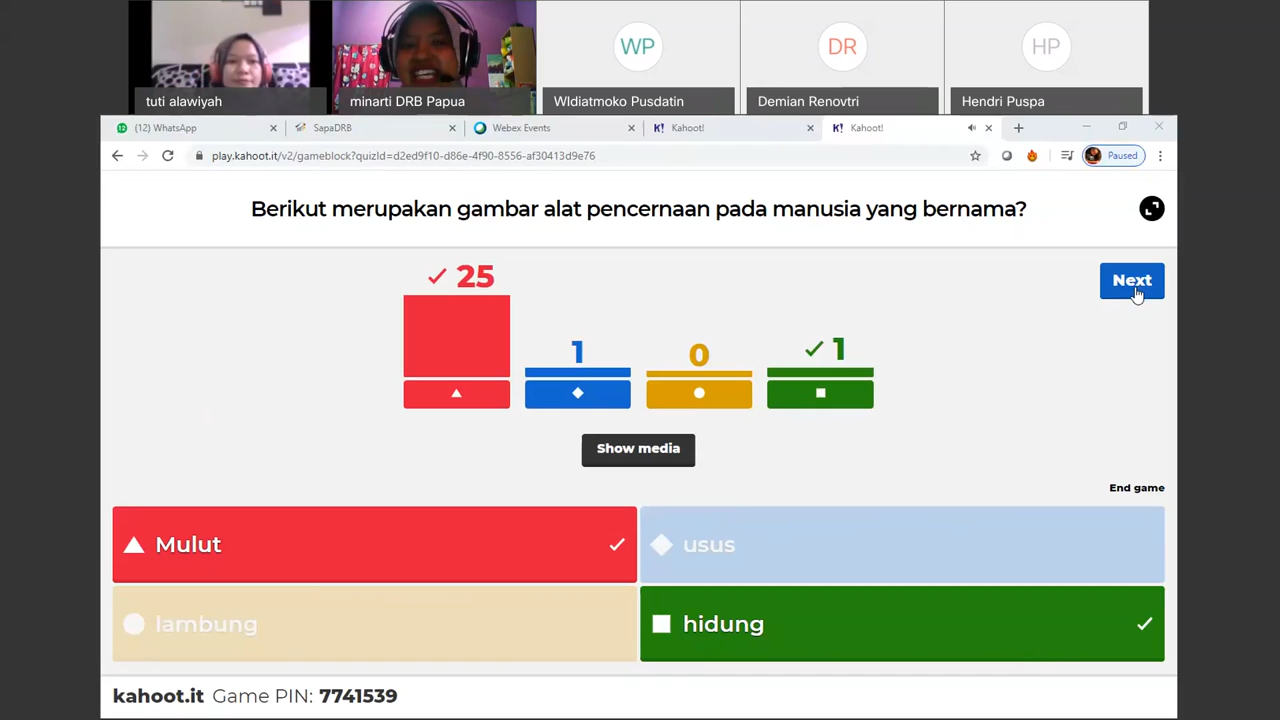 WP
DR
HP
tuti alawiyah
minarti DRB Papua
WIdiatmoko Pusdatin
Demian Renovtri
Hendri Puspa
(12) WhatsApp
SapaDRB
Webex Events
K! Kahoot!
K! Kahoot!
play.kahoot.it/v2/gameblock?quizId=d2ed9f10-d86e-4f90-8556-af30413d9e76
Paused
Berikut merupakan gambar alat pencernaan pada manusia yang bernama?
25
1
0
1
Next
Show media
End game
Mulut
usus
lambung
hidung
kahoot.it Game PIN: 7741539